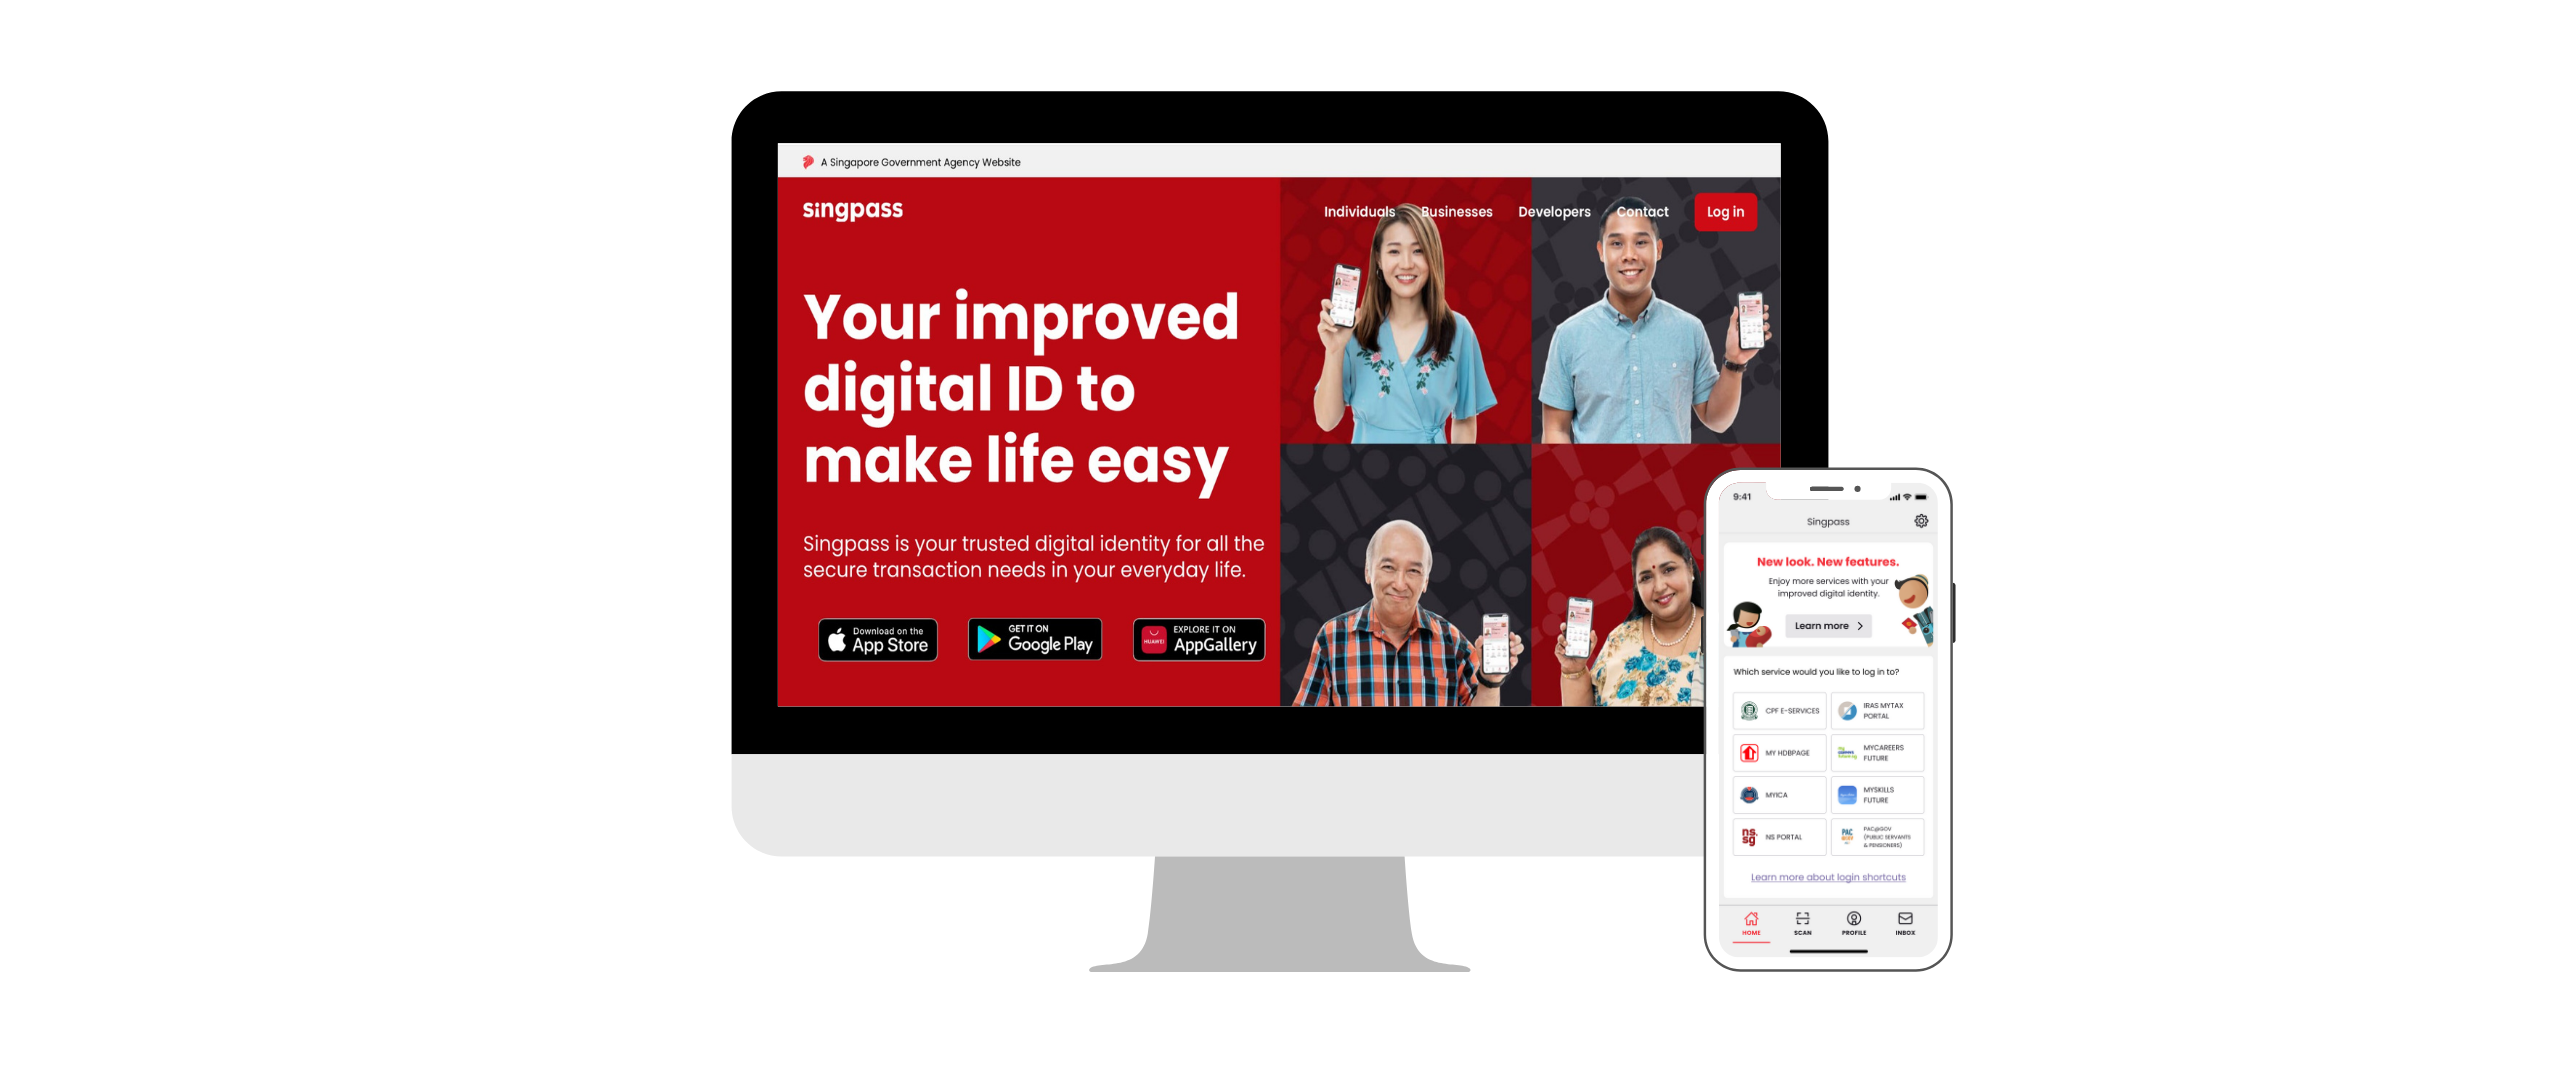 A Singapore Government Agency Website
singpass
Individuals Businesses Developers Contact Log in
Your improved
digital ID to
make life easy
Singpass is your trusted digital identity for all the
secure transaction needs in your everyday life.
Download on the
App Store
GET IT ON
Google Play
HUAWEI
EXPLORE IT ON
AppGallery
9:41
Singpass
New look. New features.
Enjoy more services with your
improved digital identity.
Learn more
Which service would you like to log in to?
CPF E-SERVICES
IRAS MYTAX
PORTAL
MY HDBPAGE
MYCAREERS
FUTURE
MYICA
MYSKILLS
FUTURE
ns.
sg
NS PORTAL
PAC
PAC@GOV
(PUBLIC SERVANTS
& PENSIONERS)
Learn more about login shortcuts
HOME
SCAN
PROFILE
INBOX